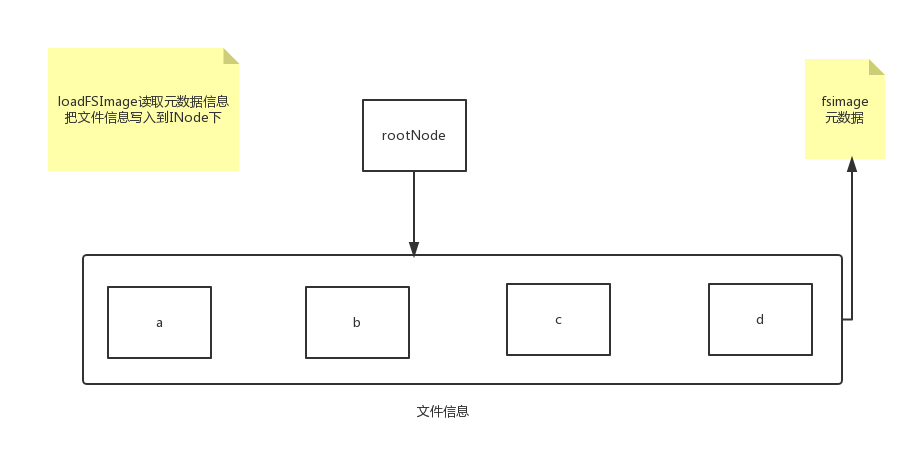 loadFSImage读取元数据信息
把文件信息写入到INode下
fsimage
元数据
rootNode
a
b
c
d
文件信息